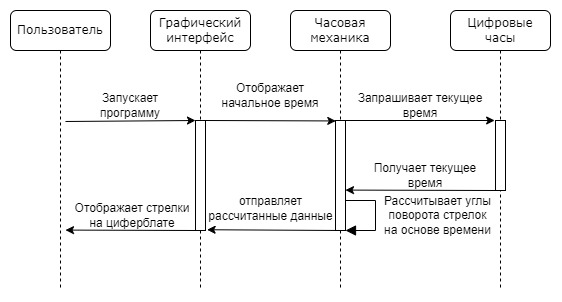 Пользователь
Графический
интерфейс
Часовая
механика
Цифровые
часы
Запускает
программу
Отображает
начальное время
Запрашивает текущее
время
Получает текущее
время
Рассчитывает углы
поворота стрелок
на основе времени
отправляет
рассчитанные данные
Отображает стрелки
на циферблате